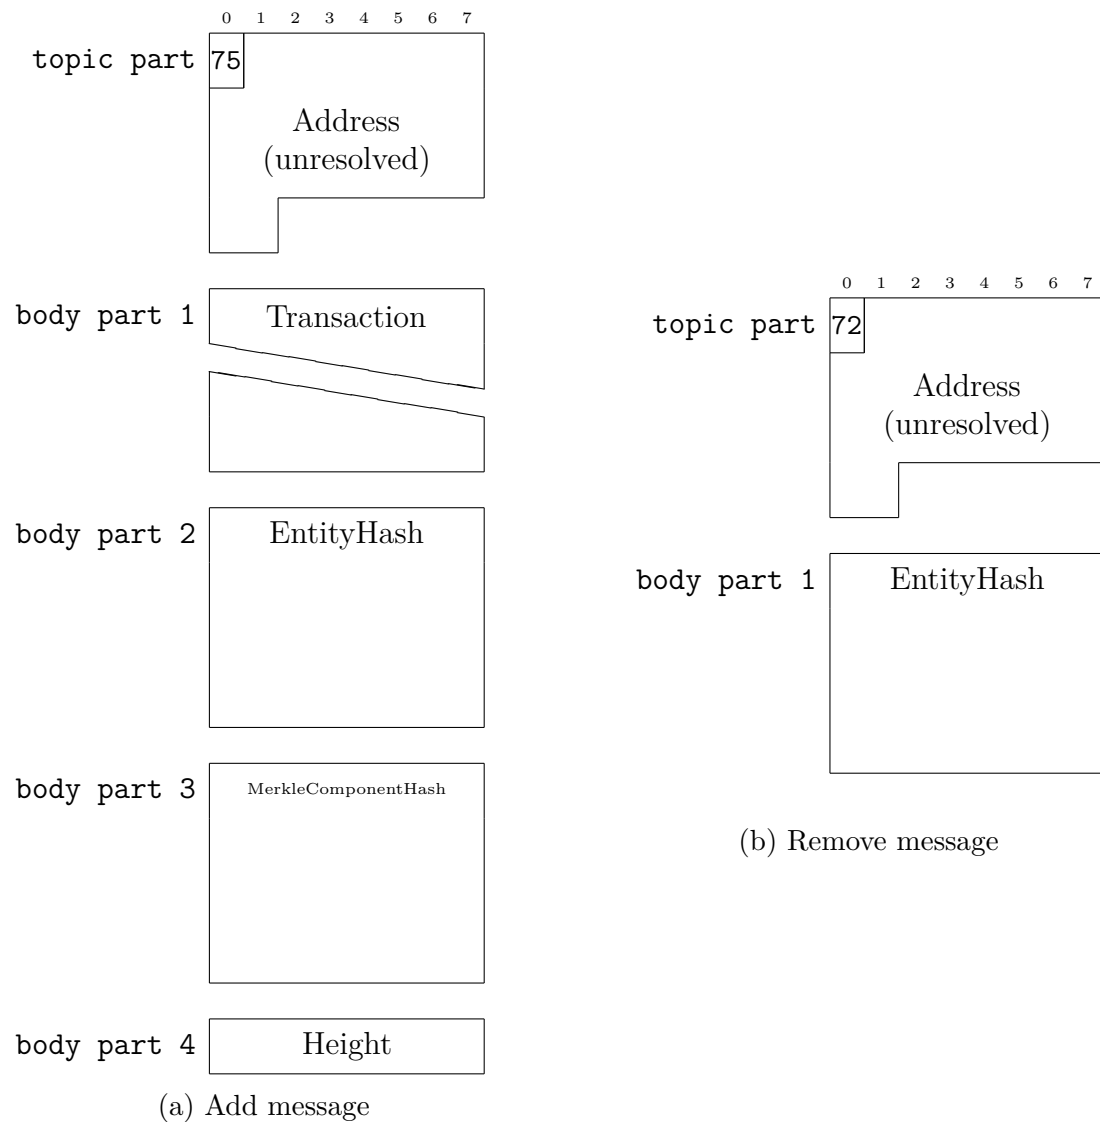 0 1 2 3 4 5 6 7
topic part 75
Address
(unresolved)
body part 1 Transaction
body part 2 EntityHash
body part 3 MerkleComponentHash
body part 4 Height
(a) Add message
0 1 2 3 4 5 6 7
topic part 72
Address
(unresolved)
body part 1 EntityHash
(b) Remove message